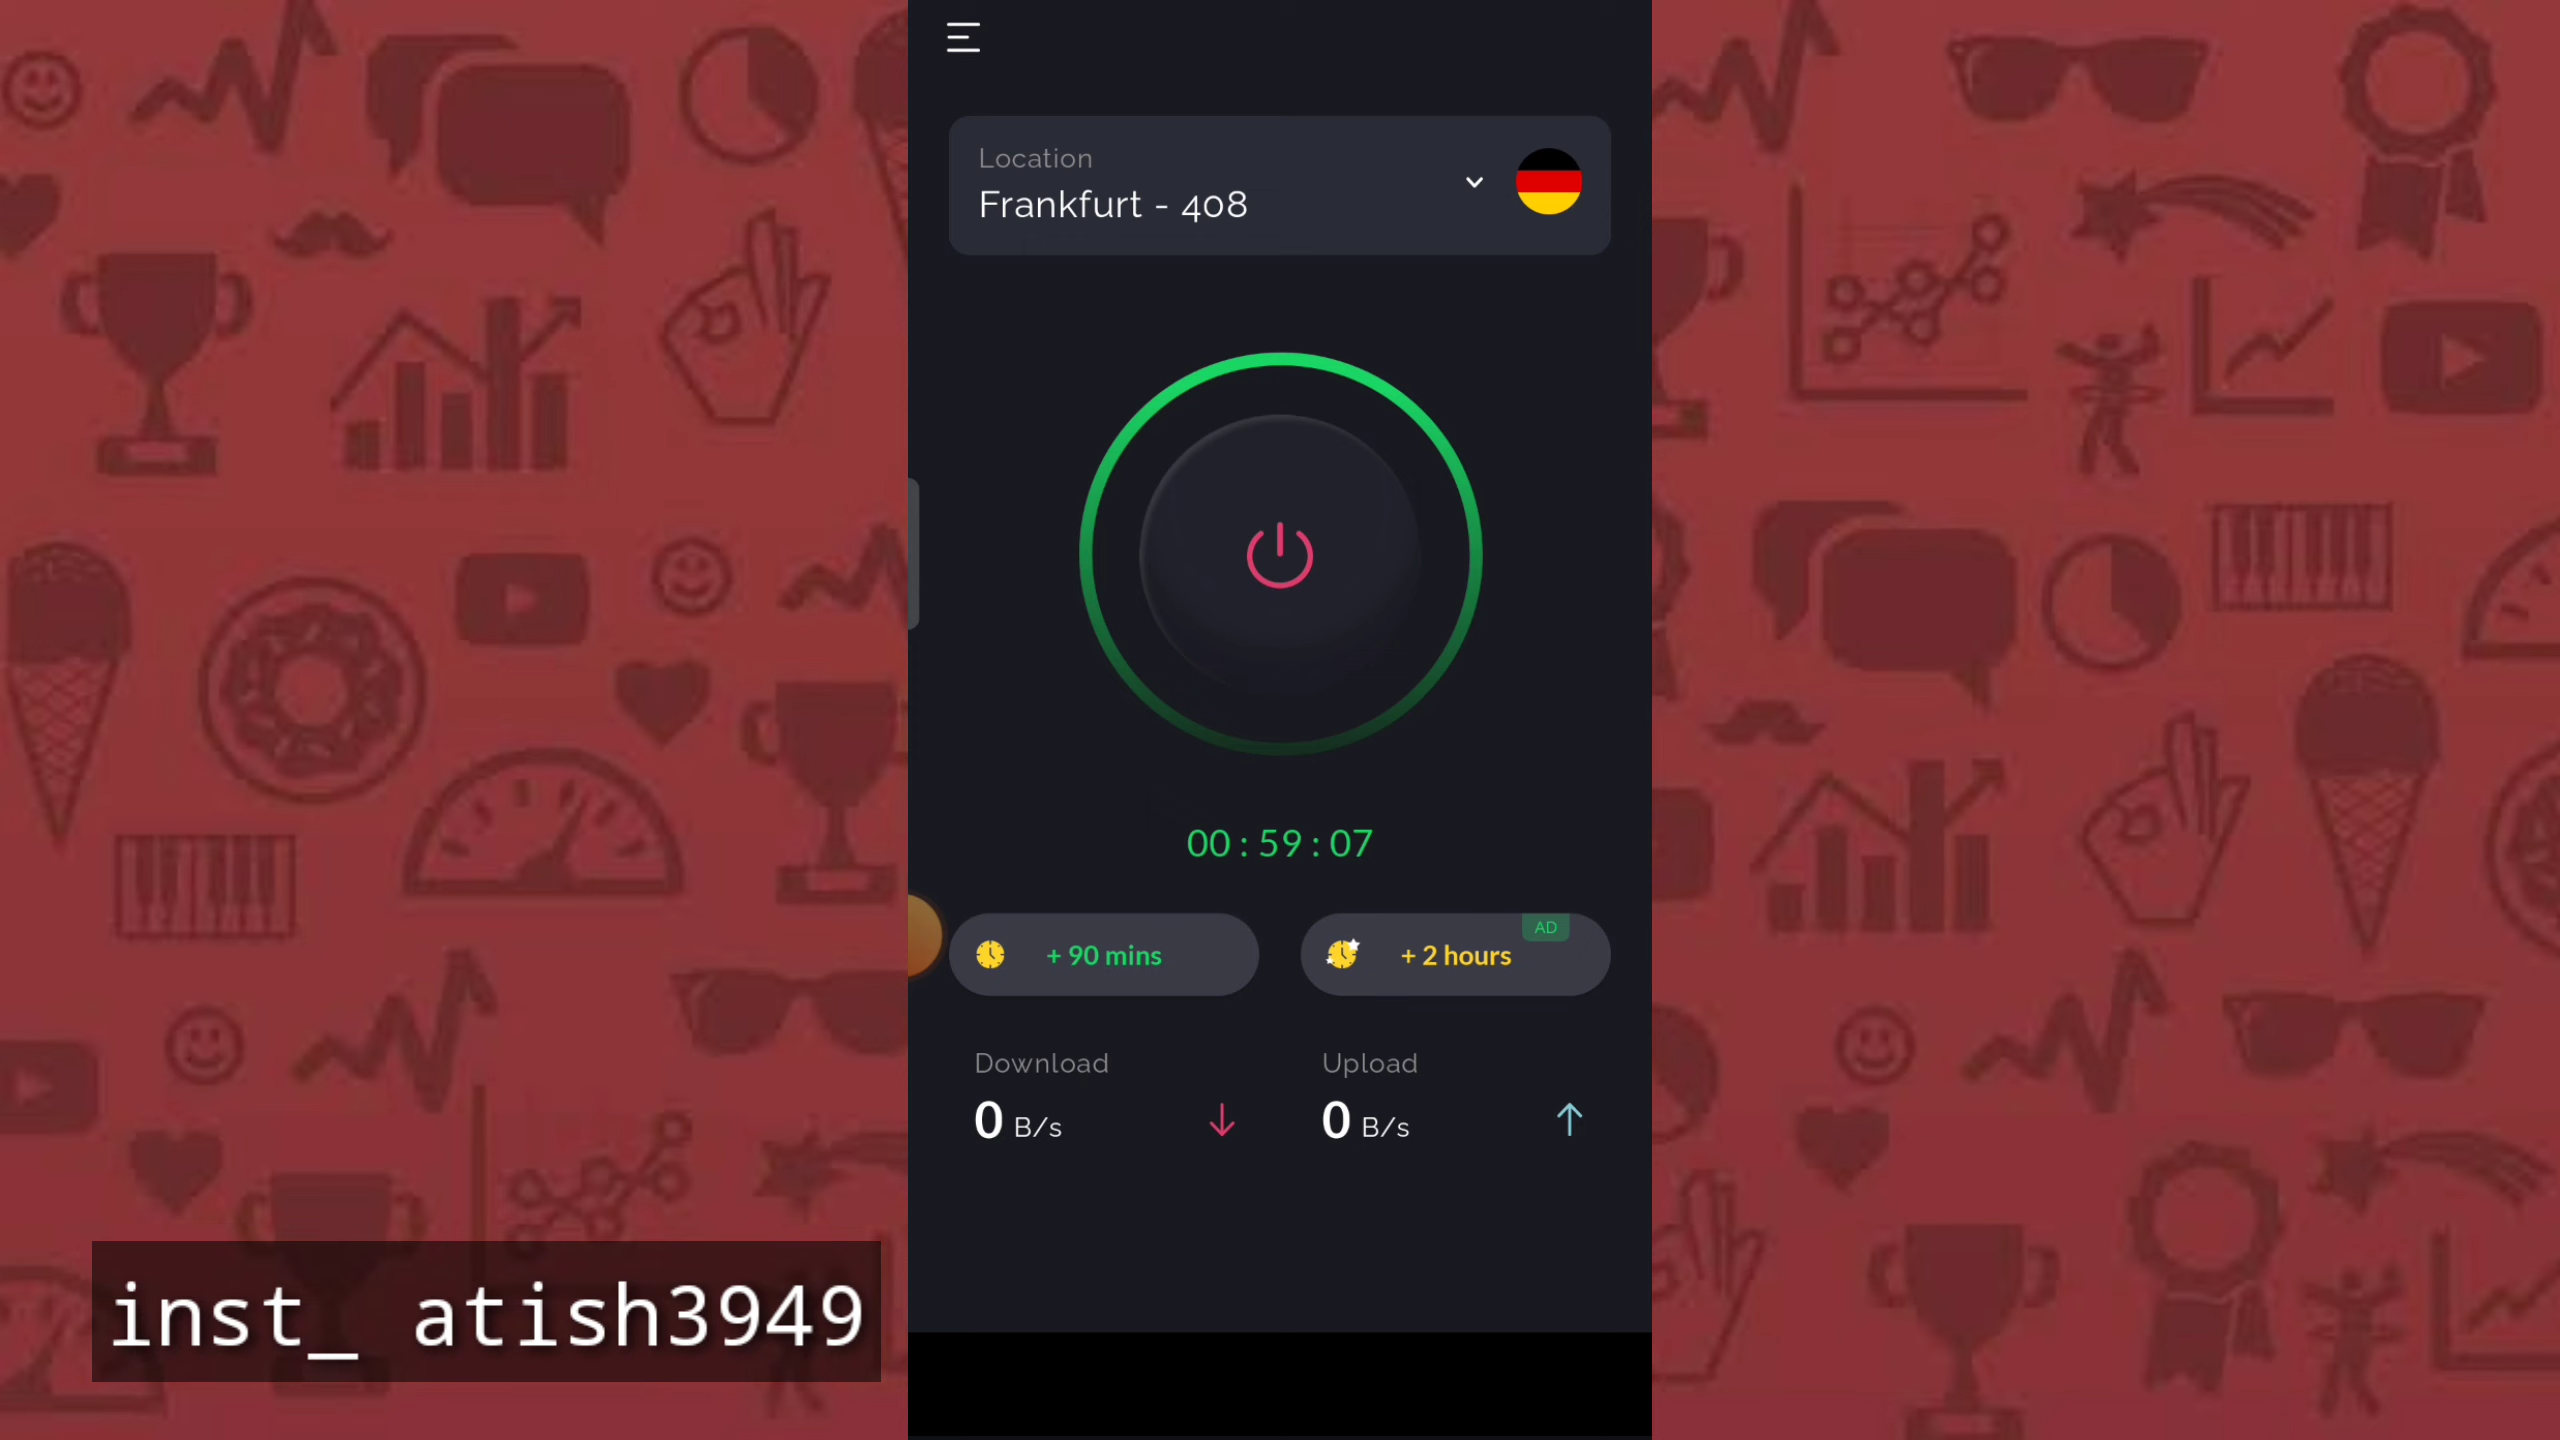 Location
Frankfurt - 408
00 : 59 : 07
+ 90 mins
AD
+ 2 hours
Download
Upload
0 B/s
0 B/s
inst_ atish3949